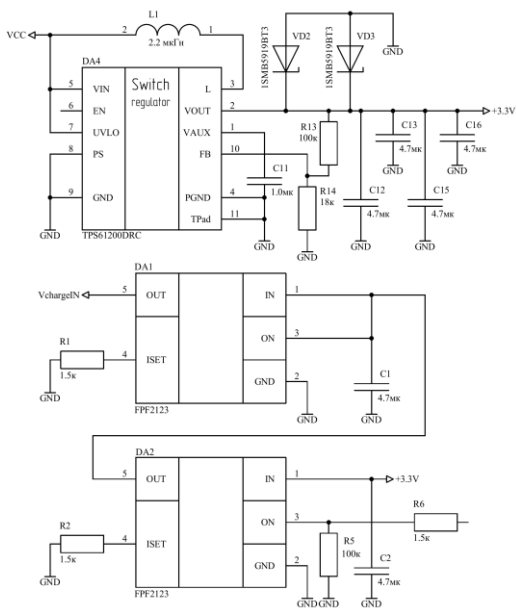 L1
VCC
2
1
2.2 мкГн
DA4
1SMB5919BT3
VD2
1SMB5919BT3
VD3
GND
5
VIN
Switch
regulator
L
3
6
EN
VOUT
2
+3.3V
7
UVLO
VAUX
1
R13
100к
C13
4.7мк
C16
4.7мк
8
PS
FB
10
C11
1.0мк
R14
18к
C12
4.7мк
C15
4.7мк
9
GND
PGND
4
TPad
11
GND
TPS61200DRC
GND
GND
GND
GND
DA1
VchargeIN
5
OUT
IN
1
ON
3
R1
1.5к
4
ISET
GND
2
C1
4.7мк
GND
FPF2123
GND
GND
DA2
5
OUT
IN
1
+3.3V
ON
3
R6
1.5к
R2
1.5к
4
ISET
R5
100к
GND
2
C2
4.7мк
GND
FPF2123
GND
GND
GND